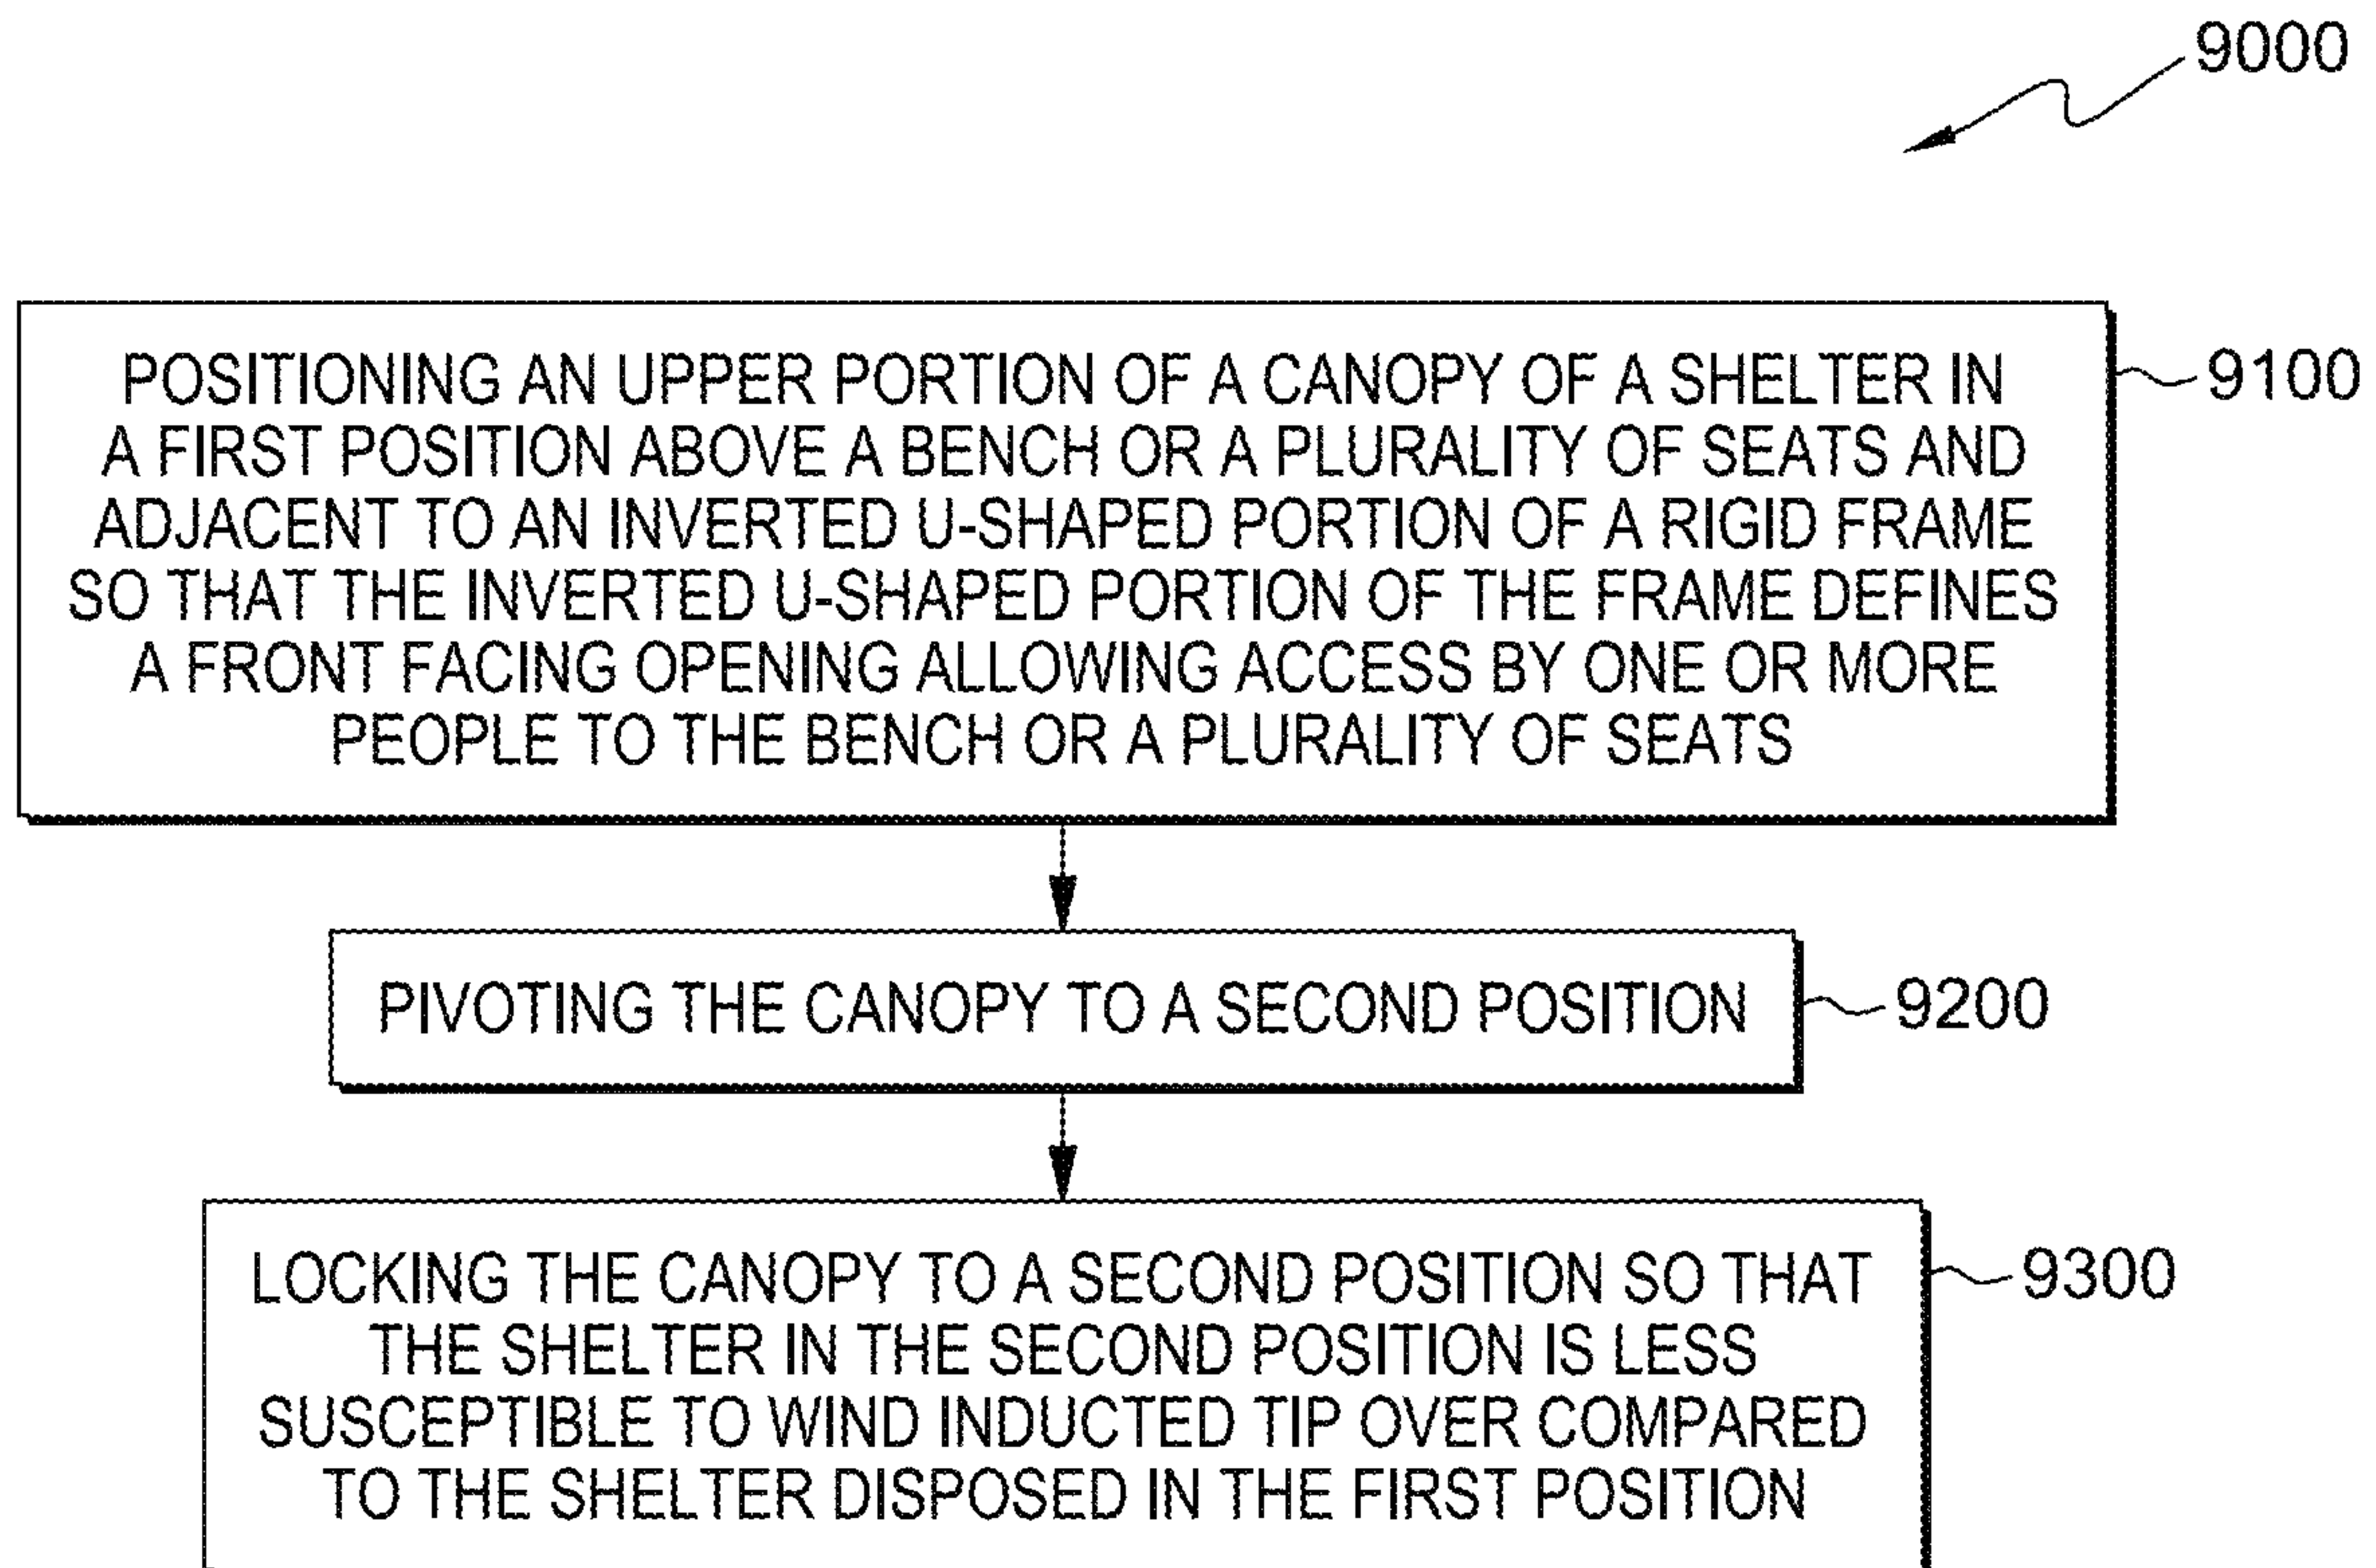 9000
POSITIONING AN UPPER PORTION OF A CANOPY OF A SHELTER IN
A FIRST POSITION ABOVE A BENCH OR A PLURALITY OF SEATS AND
ADJACENT TO AN INVERTED U-SHAPED PORTION OF A RIGID FRAME
SO THAT THE INVERTED U-SHAPED PORTION OF THE FRAME DEFINES
A FRONT FACING OPENING ALLOWING ACCESS BY ONE OR MORE
PEOPLE TO THE BENCH OR A PLURALITY OF SEATS
9100
PIVOTING THE CANOPY TO A SECOND POSITION
9200
LOCKING THE CANOPY TO A SECOND POSITION SO THAT
THE SHELTER IN THE SECOND POSITION IS LESS
SUSCEPTIBLE TO WIND INDUCTED TIP OVER COMPARED
TO THE SHELTER DISPOSED IN THE FIRST POSITION
9300